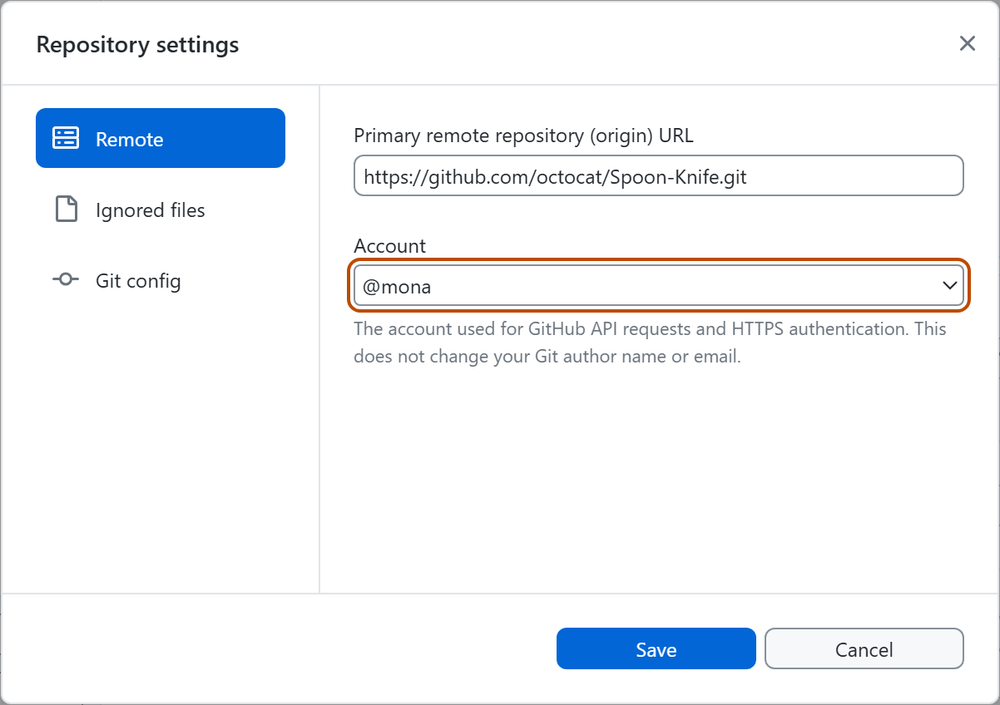 Repository settings
Remote
Ignored files
Git config
Primary remote repository (origin) URL
https://github.com/octocat/Spoon-Knife.git
Account
@mona
The account used for GitHub API requests and HTTPS authentication. This
does not change your Git author name or email.
Save
Cancel